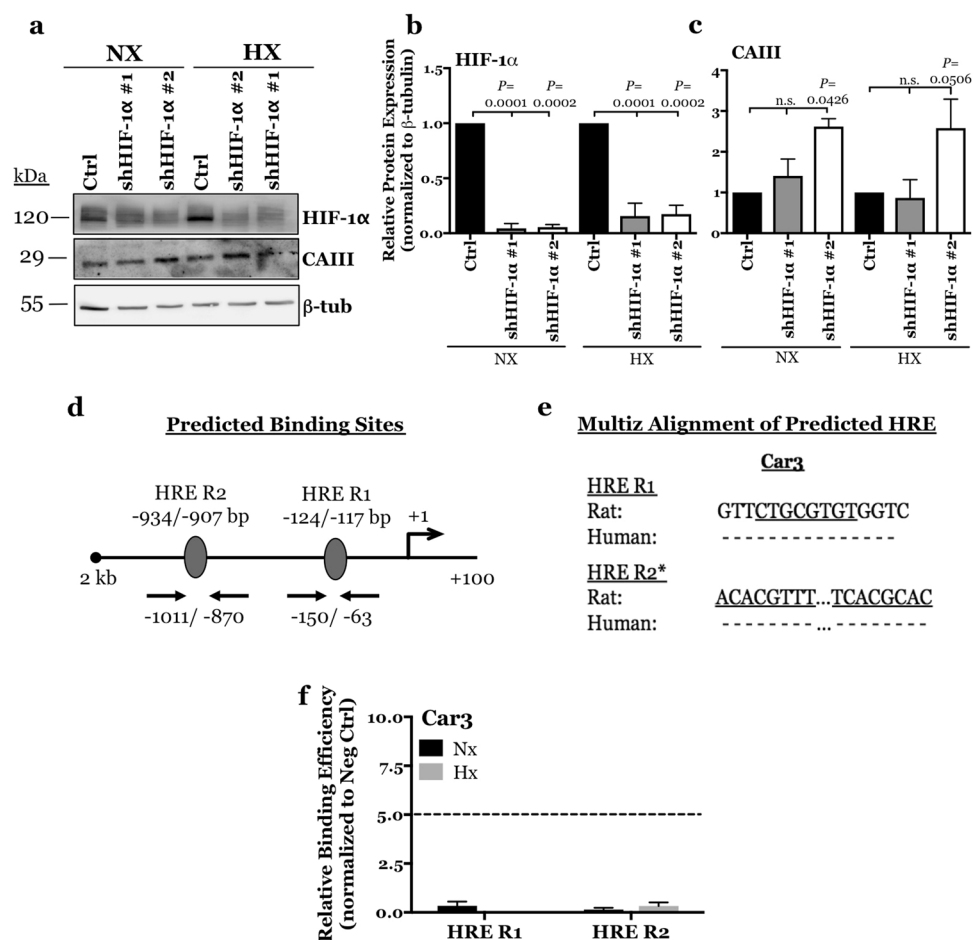 a
NX HX
Ctrl
shHIF-1α #1
shHIF-1α #2
Ctrl
shHIF-1α #2
shHIF-1α #1
kDa
120
HIF-1α
29
CAIII
55
β-tub
b
HIF-1α
Relative Protein Expression
(normalized to β-tubulin)
1.5
1.0
0.5
0.0
P=
0.0001
P=
0.0002
P=
0.0001
P=
0.0002
Ctrl
shHIF-1α #1
shHIF-1α #2
Ctrl
shHIF-1α #1
shHIF-1α #2
NX
HX
c
CAIII
4
3
2
1
0
n.s.
P=
0.0426
n.s.
P=
0.0506
Ctrl
shHIF-1α #1
shHIF-1α #2
Ctrl
shHIF-1α #1
shHIF-1α #2
NX
HX
d
Predicted Binding Sites
HRE R2
-934/-907 bp
HRE R1
-124/-117 bp
+1
2 kb
+100
-1011/ -870
-150/ -63
e
Multiz Alignment of Predicted HRE
Car3
HRE R1
Rat: GTTCTGCGTGTGGTC
Human: - - - - - - - - - - - - - - -
HRE R2*
Rat: ACACGTTT...TCACGCAC
Human: - - - - - - - - ... - - - - - - - -
f
Relative Binding Efficiency
(normalized to Neg Ctrl)
10.0
5.0
2.5
0.0
Car3
Nx
Hx
HRE R1
HRE R2